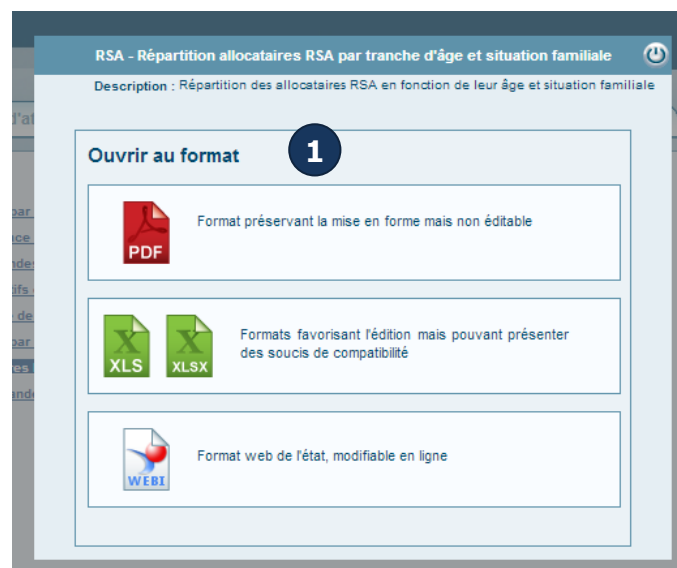 RSA - Répartition allocataires RSA par tranche d'âge et situation familiale
Description : Répartition des allocataires RSA en fonction de leur âge et situation familiale
Ouvrir au format
1
PDF
Format préservant la mise en forme mais non éditable
XLS
XLSX
Formats favorisant l'édition mais pouvant présenter
des soucis de compatibilité
WEBI
Format web de l'état, modifiable en ligne